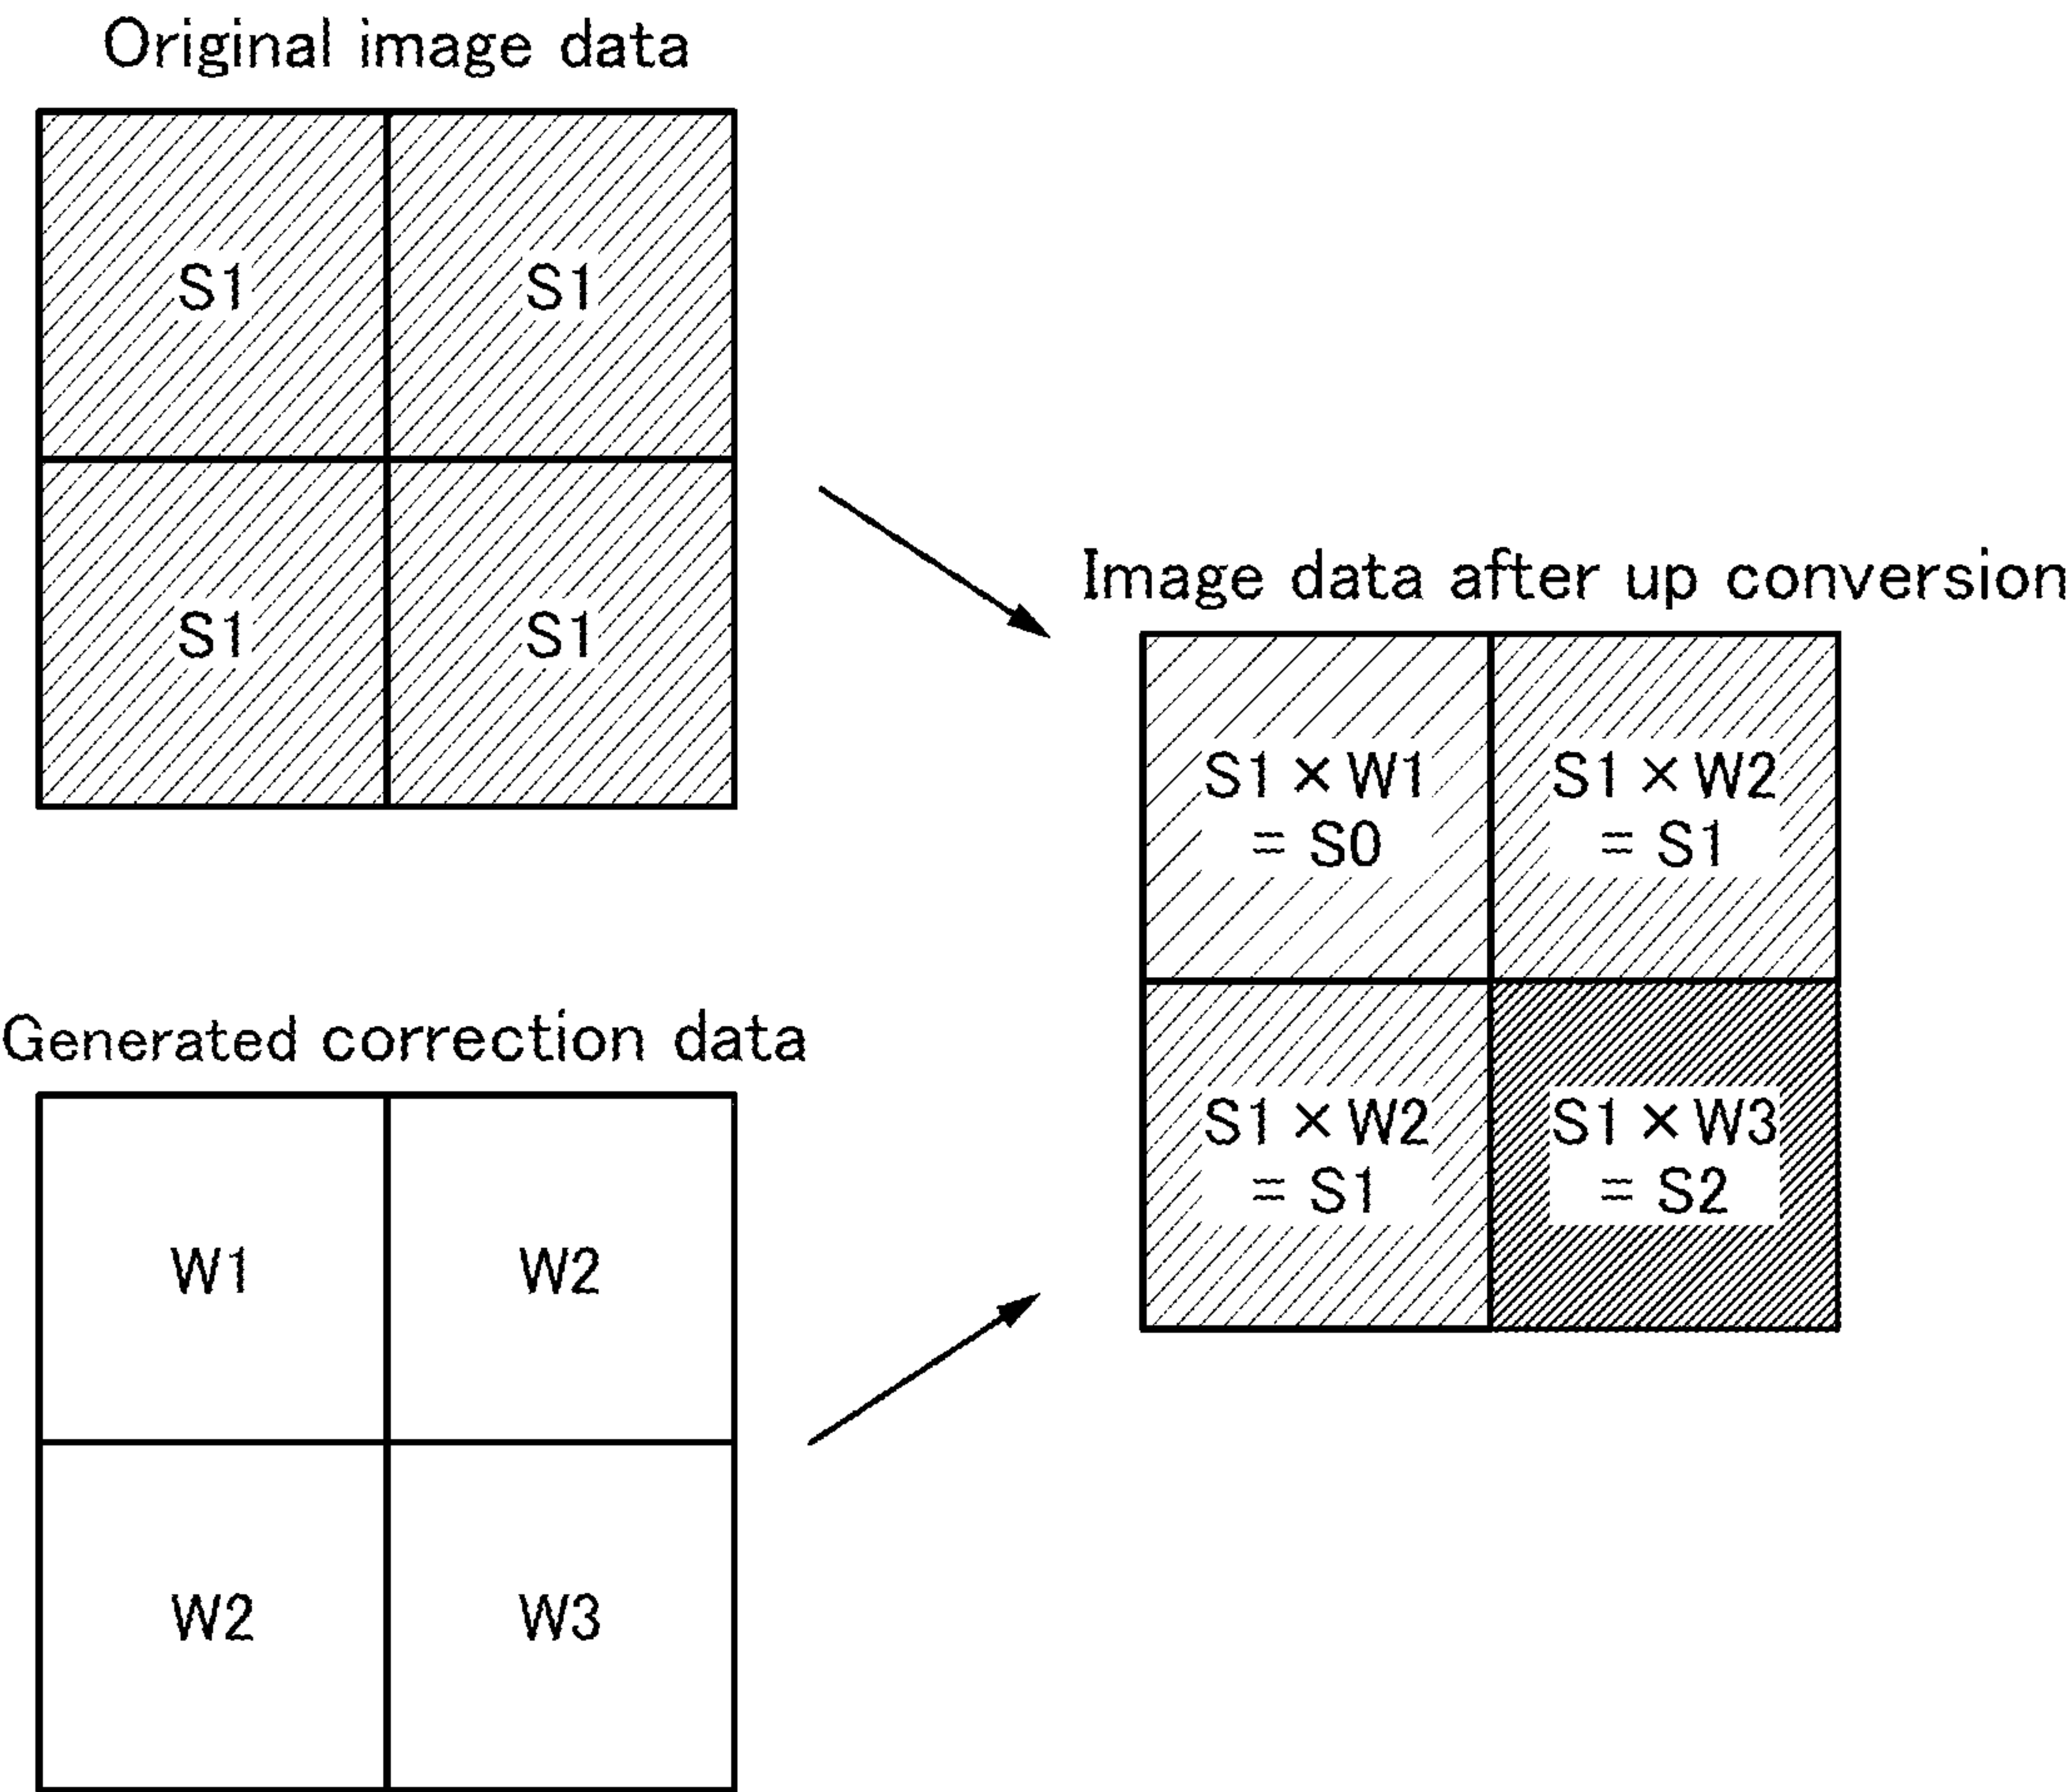 Original image data
S1 S1
S1 S1
Image data after up conversion
S1 × W1 S1 × W2
= S0 = S1
S1 × W2 S1 × W3
= S1 = S2
Generated correction data
W1 W2
W2 W3